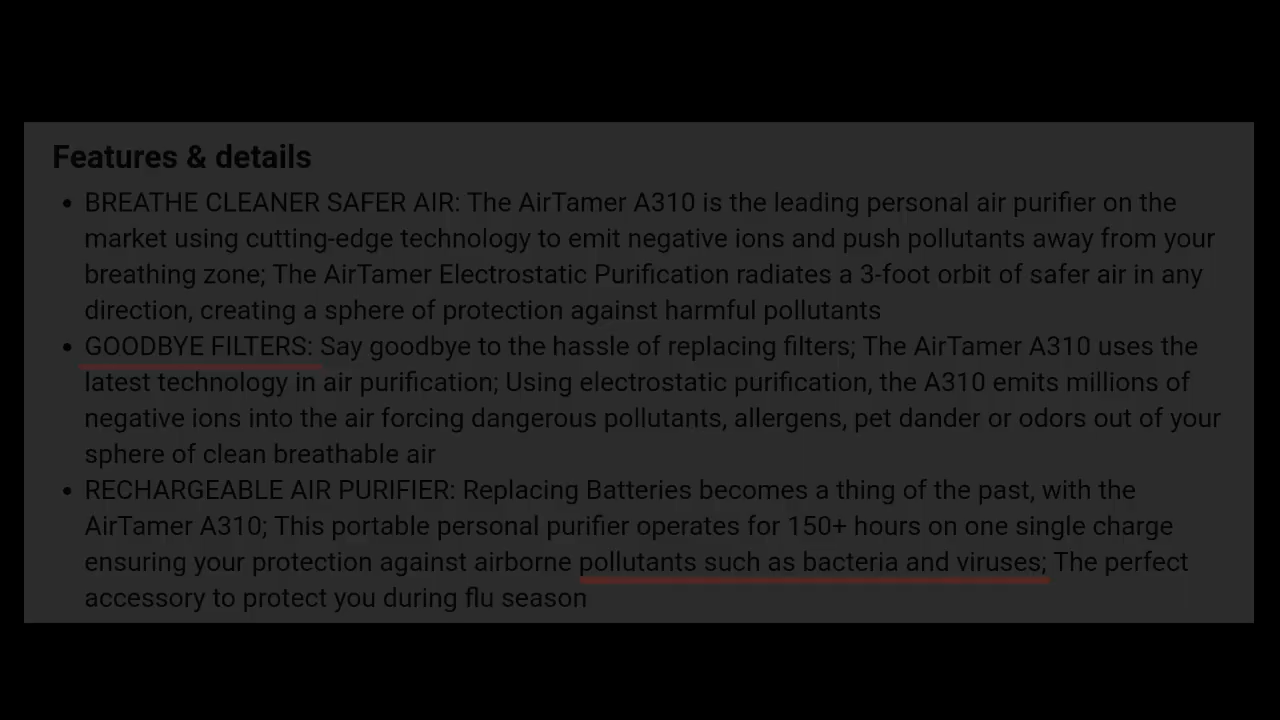 Features & details
• BREATHE CLEANER SAFER AIR: The AirTamer A310 is the leading personal air purifier on the
market using cutting-edge technology to emit negative ions and push pollutants away from your
breathing zone; The AirTamer Electrostatic Purification radiates a 3-foot orbit of safer air in any
direction, creating a sphere of protection against harmful pollutants
• GOODBYE FILTERS: Say goodbye to the hassle of replacing filters; The AirTamer A310 uses the
latest technology in air purification; Using electrostatic purification, the A310 emits millions of
negative ions into the air forcing dangerous pollutants, allergens, pet dander or odors out of your
sphere of clean breathable air
• RECHARGEABLE AIR PURIFIER: Replacing Batteries becomes a thing of the past, with the
AirTamer A310; This portable personal purifier operates for 150+ hours on one single charge
ensuring your protection against airborne pollutants such as bacteria and viruses; The perfect
accessory to protect you during flu season